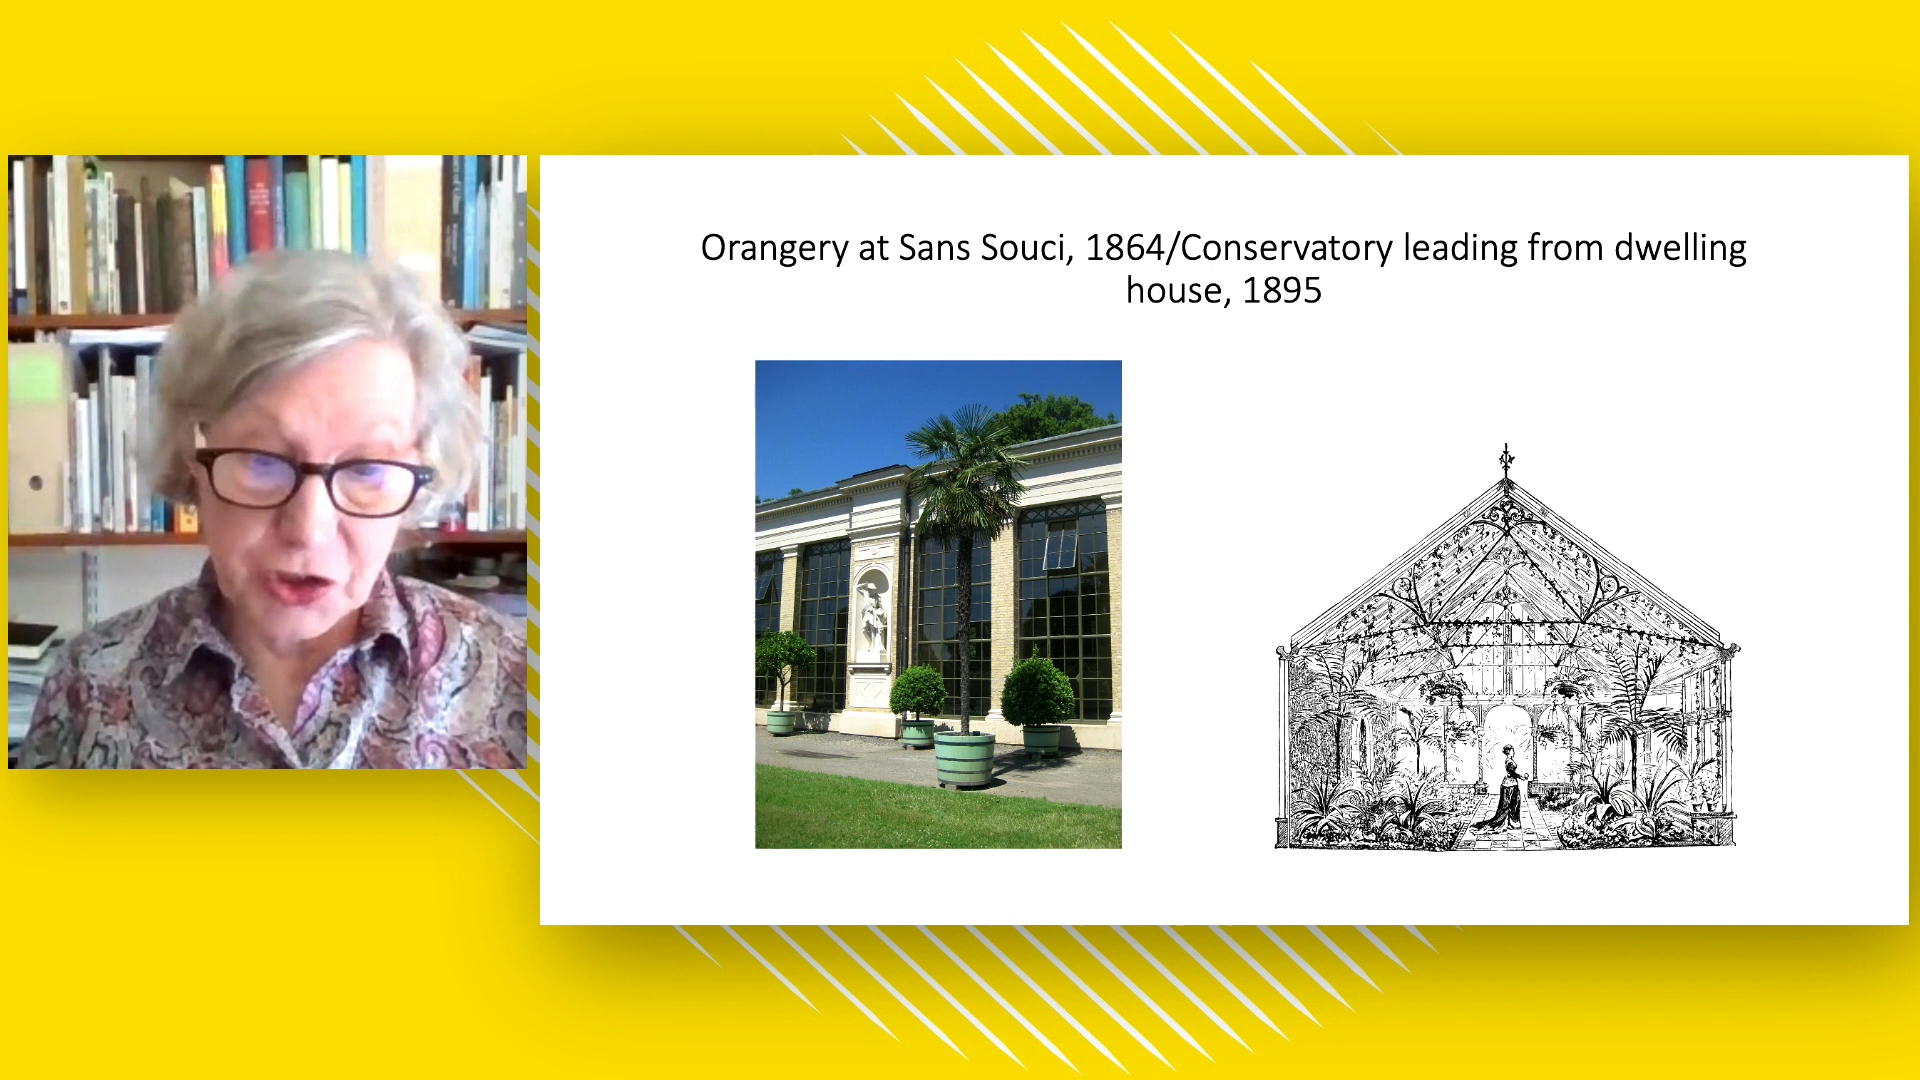 Orangery at Sans Souci, 1864/Conservatory leading from dwelling
house, 1895